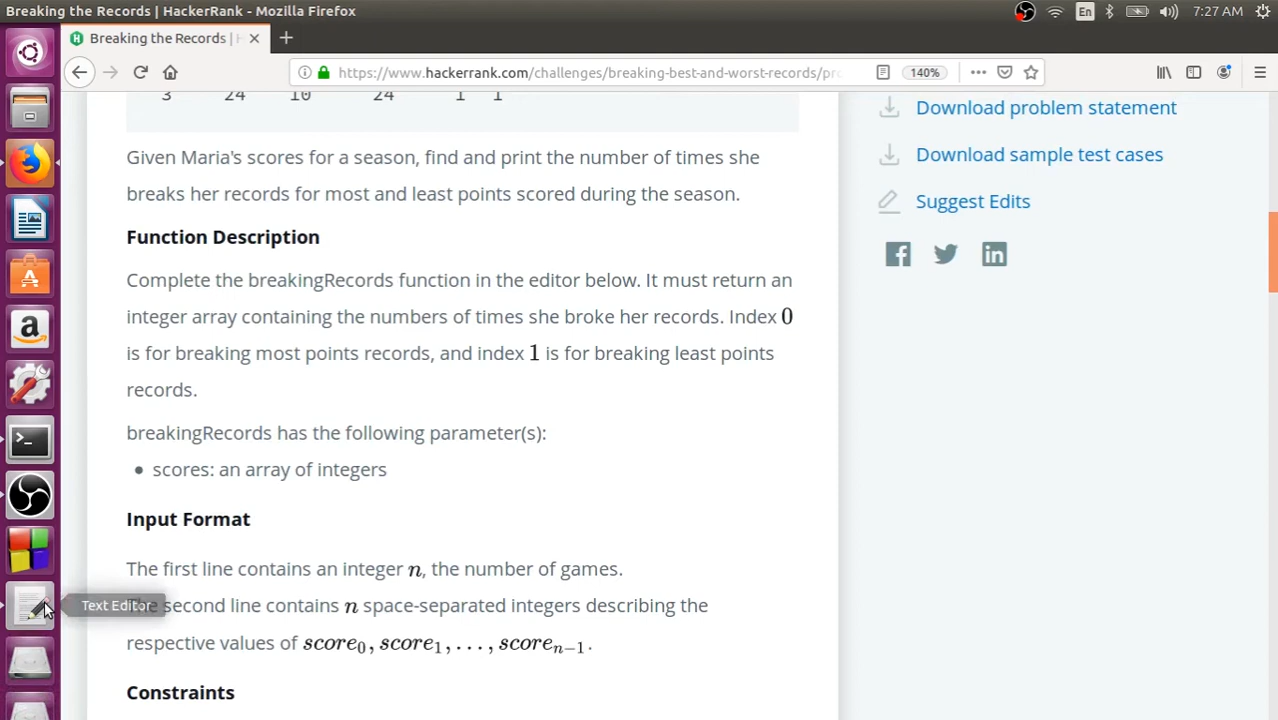 Breaking the Records | HackerRank - Mozilla Firefox
En
7:27 AM
Breaking the Records |
https://www.hackerrank.com/challenges/breaking-best-and-worst-records/pro
140%
3 24 10 24 1 1
Given Maria's scores for a season, find and print the number of times she
breaks her records for most and least points scored during the season.
Function Description
Complete the breakingRecords function in the editor below. It must return an
integer array containing the numbers of times she broke her records. Index 0
is for breaking most points records, and index 1 is for breaking least points
records.
breakingRecords has the following parameter(s):
• scores: an array of integers
Input Format
The first line contains an integer n, the number of games.
Text Editor
The second line contains n space-separated integers describing the
respective values of score0, score1, . . . , scoren−1.
Constraints
Download problem statement
Download sample test cases
Suggest Edits